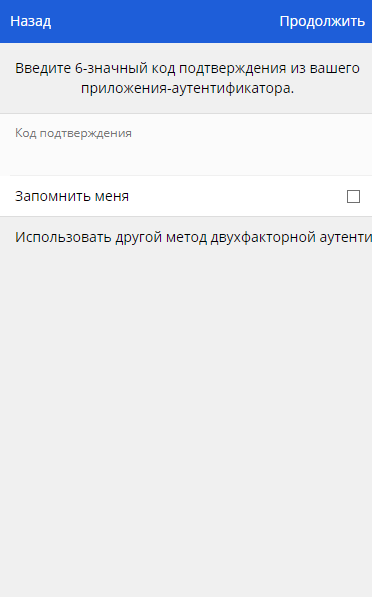 Назад
Продолжить
Введите 6-значный код подтверждения из вашего
приложения-аутентификатора.
Код подтверждения
Запомнить меня
Использовать другой метод двухфакторной аутенти